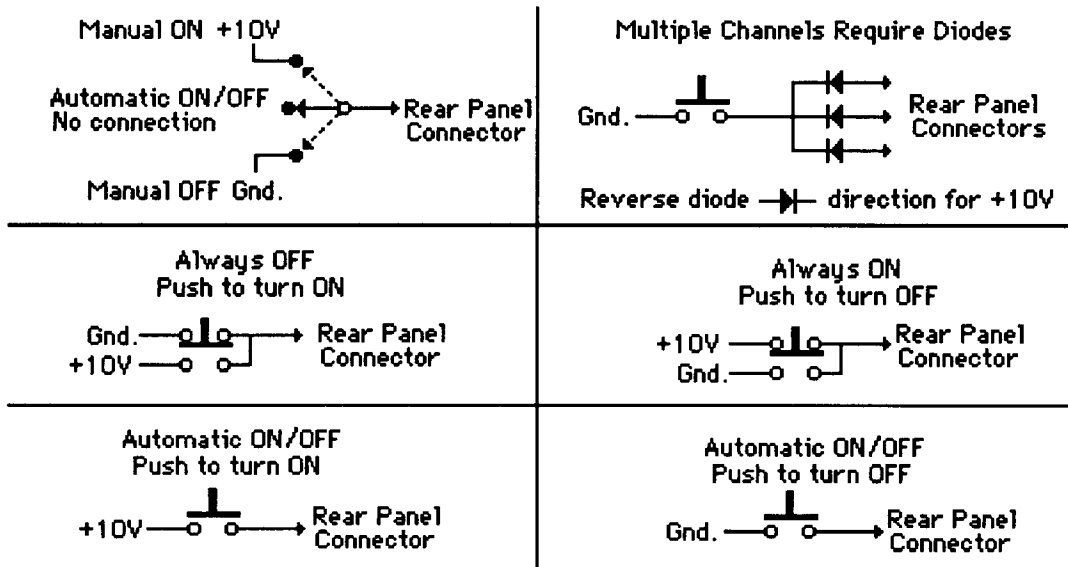 Manual ON +10V
Automatic ON/OFF
No connection
Rear Panel
Connector
Manual OFF Gnd.
Multiple Channels Require Diodes
Gnd.
Rear Panel
Connectors
Reverse diode direction for +10V
Always OFF
Push to turn ON
Gnd.
+10V
Rear Panel
Connector
Always ON
Push to turn OFF
+10V
Gnd.
Rear Panel
Connector
Automatic ON/OFF
Push to turn ON
+10V
Rear Panel
Connector
Automatic ON/OFF
Push to turn OFF
Gnd.
Rear Panel
Connector